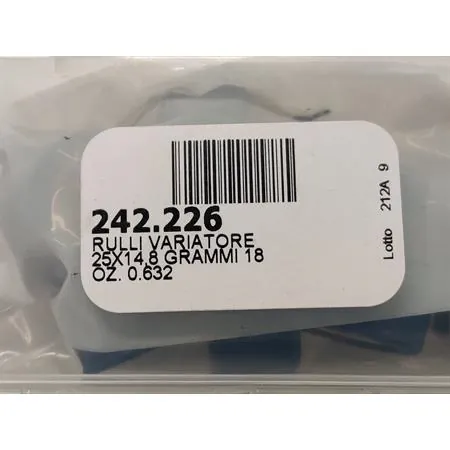 242.226
RULLI VARIATORE
25X14,8 GRAMMI 18
OZ. 0.632
Lotto 212A 9